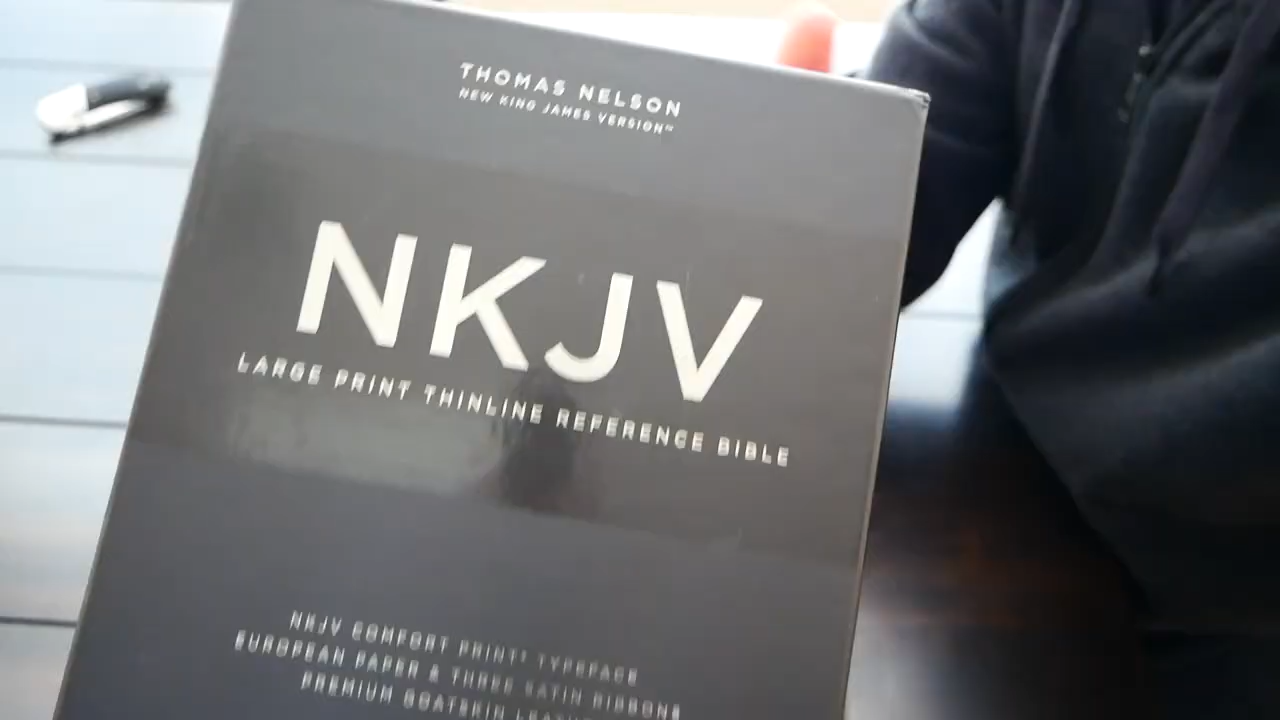 THOMAS NELSON
NEW KING JAMES VERSION™
NKJV
LARGE PRINT THINLINE REFERENCE BIBLE
NKJV COMFORT PRINT® TYPEFACE
EUROPEAN PAPER & THREE SATIN RIBBONS
PREMIUM GOATSKIN